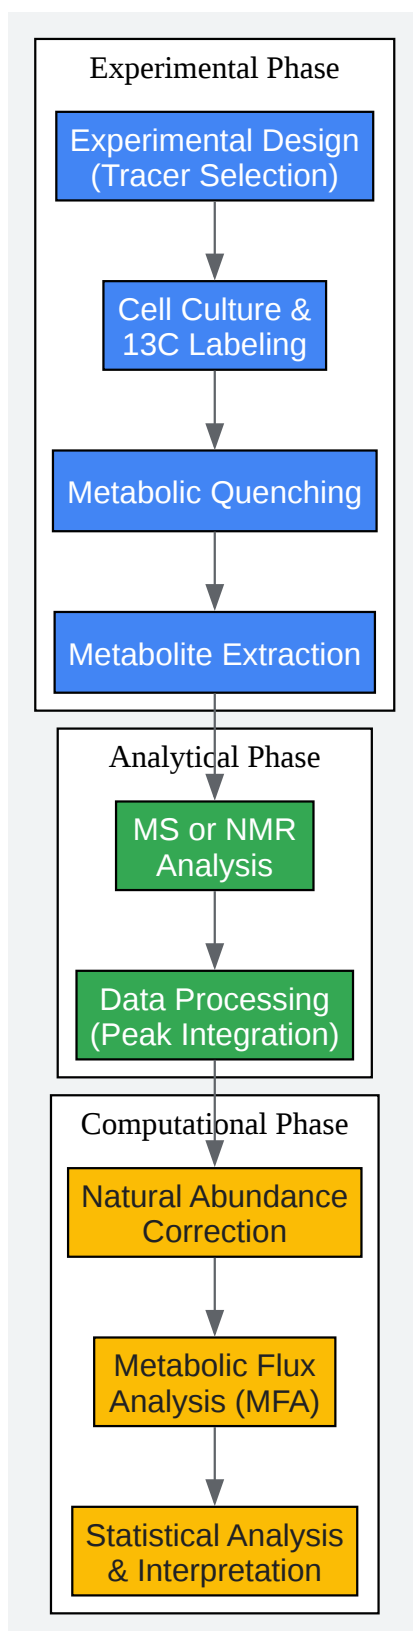 Experimental Phase
Experimental Design
(Tracer Selection)
Cell Culture &
13C Labeling
Metabolic Quenching
Metabolite Extraction
Analytical Phase
MS or NMR
Analysis
Data Processing
(Peak Integration)
Computational Phase
Natural Abundance
Correction
Metabolic Flux
Analysis (MFA)
Statistical Analysis
& Interpretation